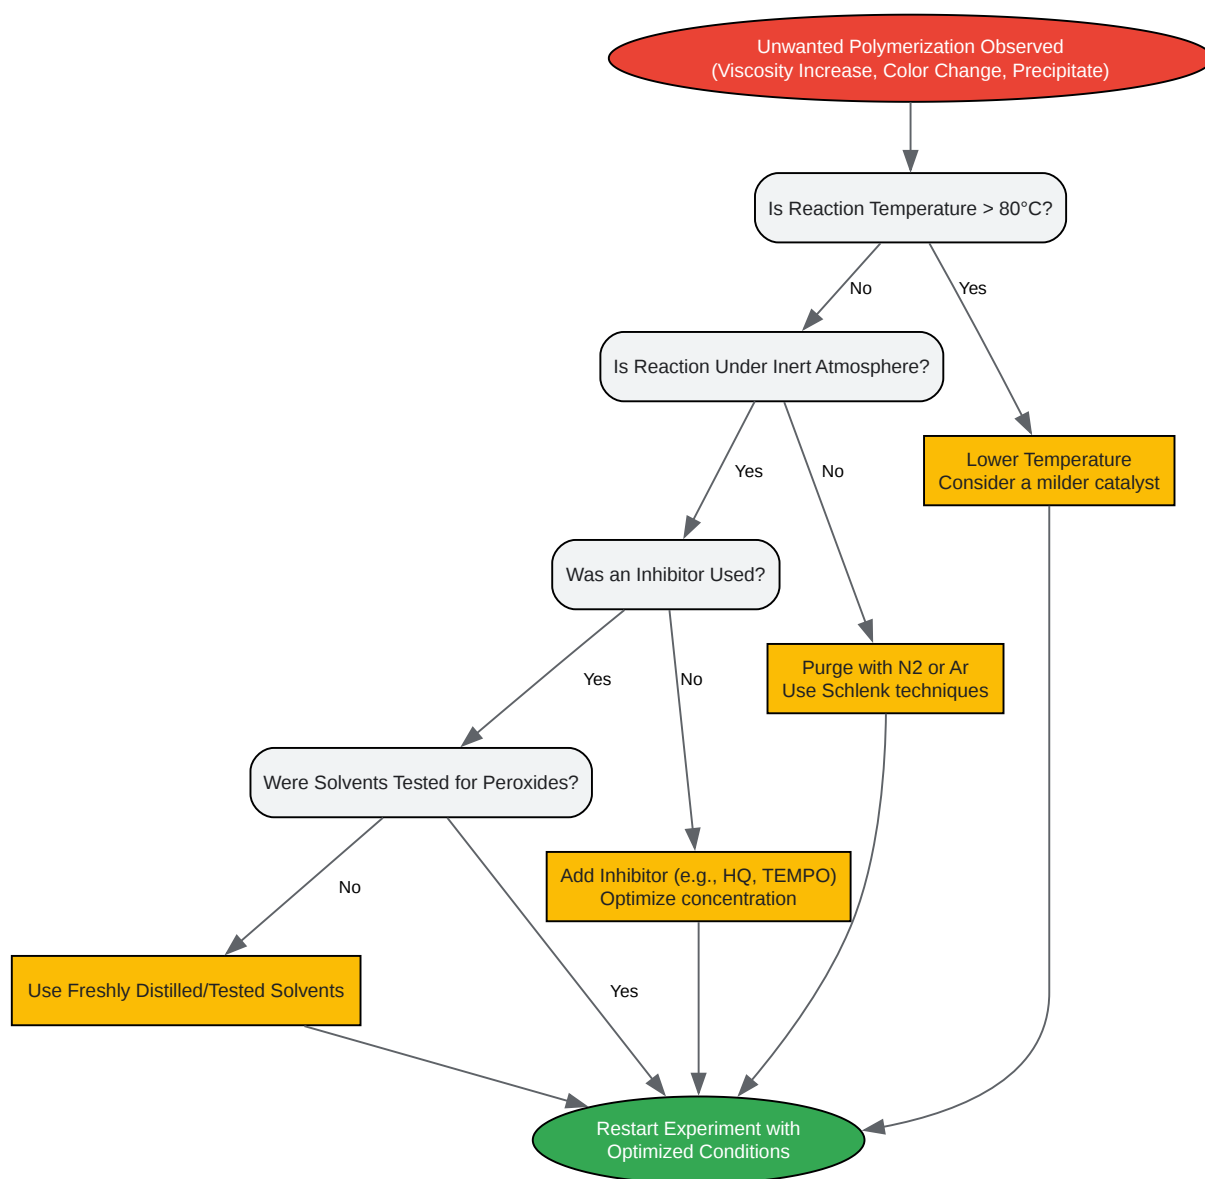 Unwanted Polymerization Observed
(Viscosity Increase, Color Change, Precipitate)
Is Reaction Temperature > 80°C?
No
Yes
Is Reaction Under Inert Atmosphere?
Lower Temperature
Consider a milder catalyst
Yes
No
Was an Inhibitor Used?
Purge with N2 or Ar
Use Schlenk techniques
Yes
No
Were Solvents Tested for Peroxides?
Add Inhibitor (e.g., HQ, TEMPO)
Optimize concentration
No
Yes
Use Freshly Distilled/Tested Solvents
Restart Experiment with
Optimized Conditions